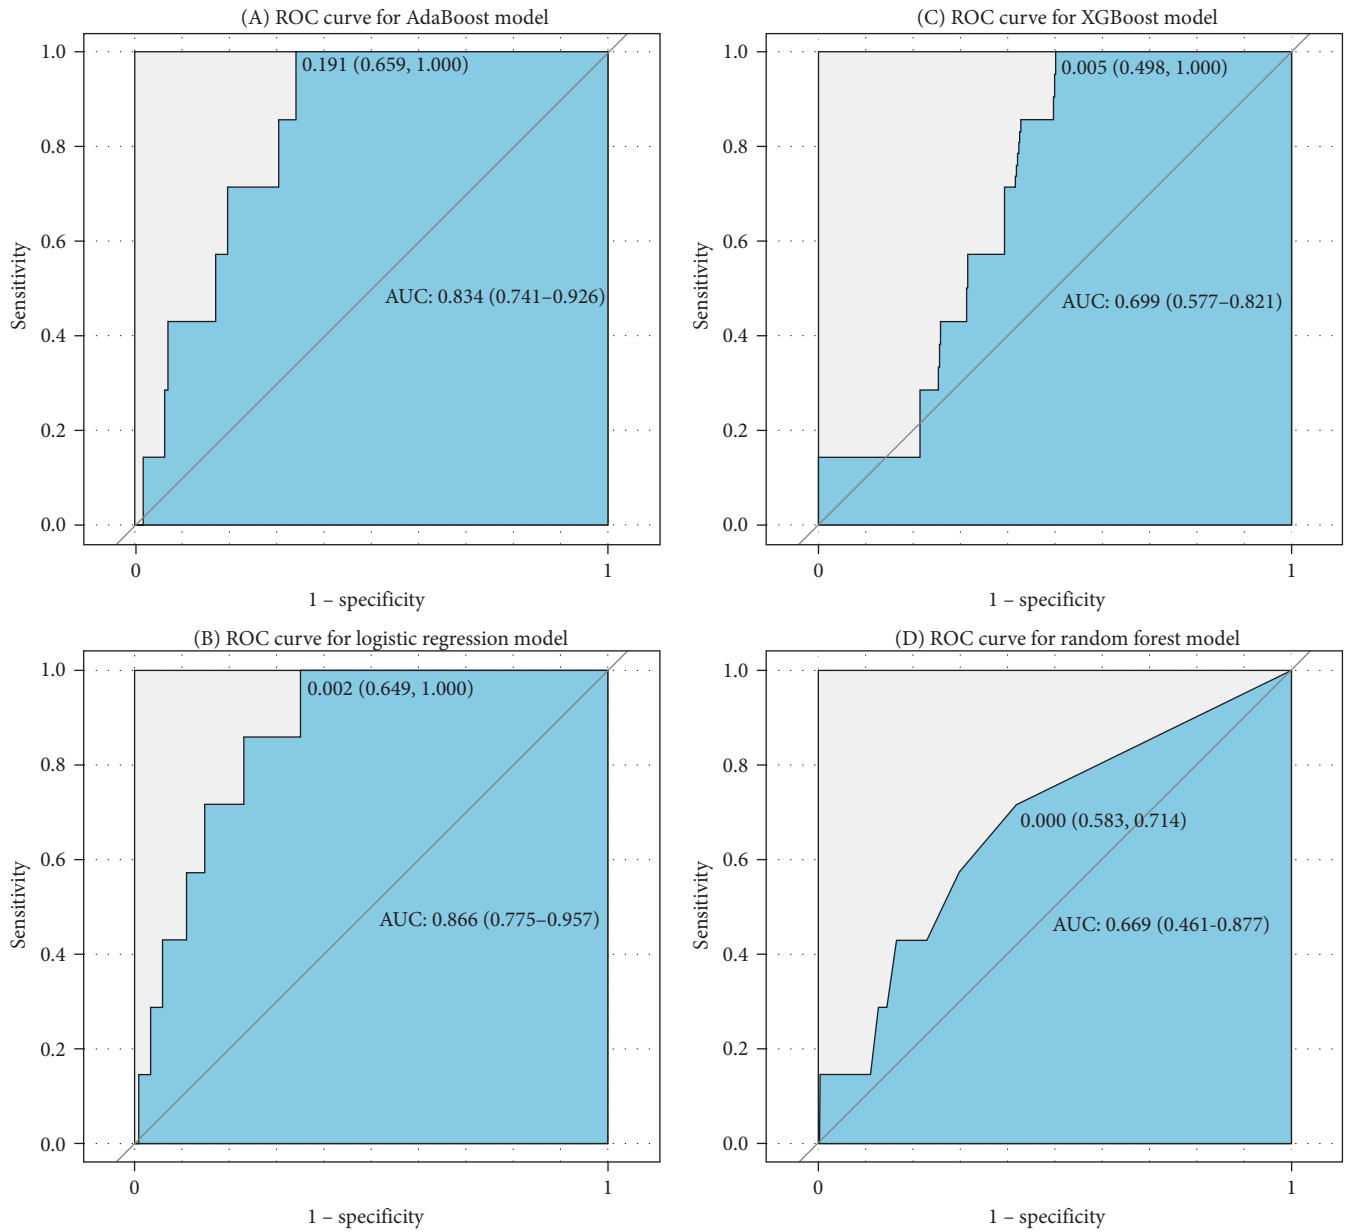 (A) ROC curve for AdaBoost model
1.0
0.8
0.6
0.4
0.2
0.0
Sensitivity
0.191 (0.659, 1.000)
AUC: 0.834 (0.741–0.926)
0
1
1 – specificity
(C) ROC curve for XGBoost model
1.0
0.8
0.6
0.4
0.2
0.0
Sensitivity
0.005 (0.498, 1.000)
AUC: 0.699 (0.577–0.821)
0
1
1 – specificity
(B) ROC curve for logistic regression model
1.0
0.8
0.6
0.4
0.2
0.0
Sensitivity
0.002 (0.649, 1.000)
AUC: 0.866 (0.775–0.957)
0
1
1 – specificity
(D) ROC curve for random forest model
1.0
0.8
0.6
0.4
0.2
0.0
Sensitivity
0.000 (0.583, 0.714)
AUC: 0.669 (0.461-0.877)
0
1
1 – specificity